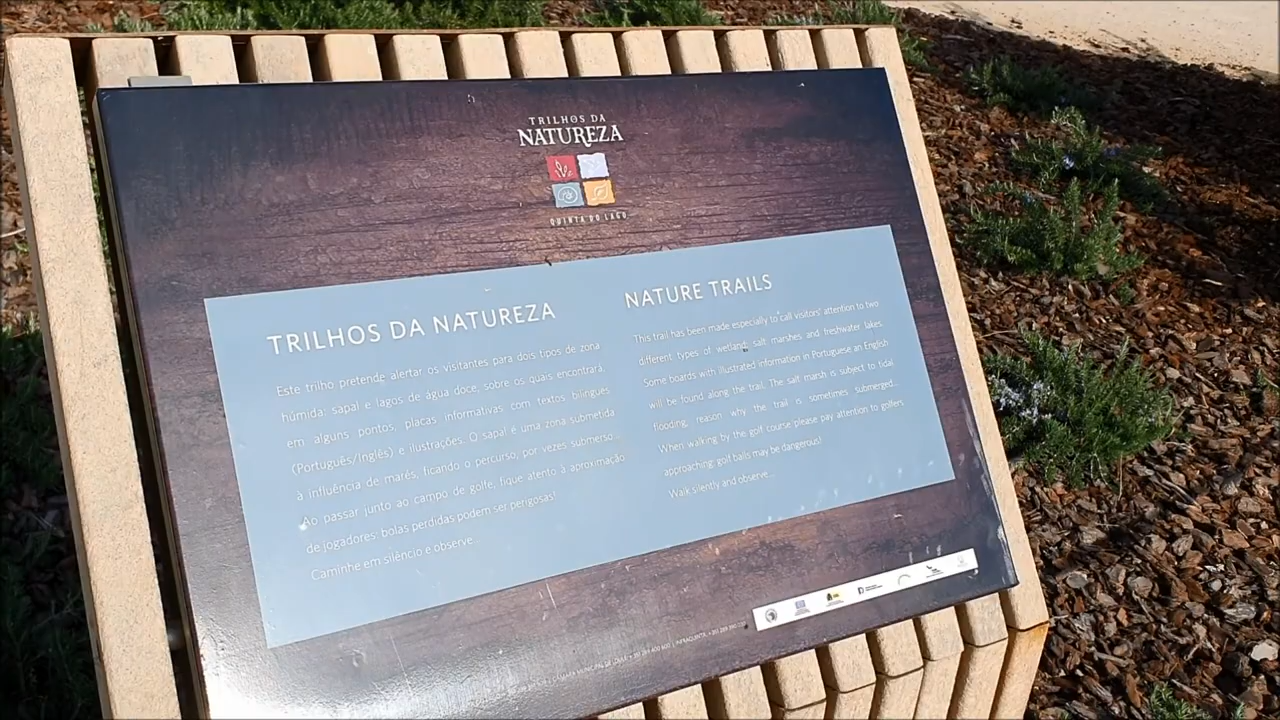 TRILHOS DA
NATUREZA
QUINTA DO LAGO
TRILHOS DA NATUREZA
Este trilho pretende alertar os visitantes para dois tipos de zona
húmida: sapal e lagos de água doce, sobre os quais encontrará,
em alguns pontos, placas informativas com textos bilingues
(Português/Inglês) e ilustrações. O sapal é uma zona submetida
à influência de marés, ficando o percurso, por vezes submerso...
Ao passar junto ao campo de golfe, fique atento à aproximação
de jogadores: bolas perdidas podem ser perigosas!
Caminhe em silêncio e observe...
NATURE TRAILS
This trail has been made especially to call visitors' attention to two
different types of wetland: salt marshes and freshwater lakes.
Some boards with illustrated information in Portuguese an English
will be found along the trail. The salt marsh is subject to tidal
flooding, reason why the trail is sometimes submerged...
When walking by the golf course please pay attention to golfers
approaching: golf balls may be dangerous!
Walk silently and observe...